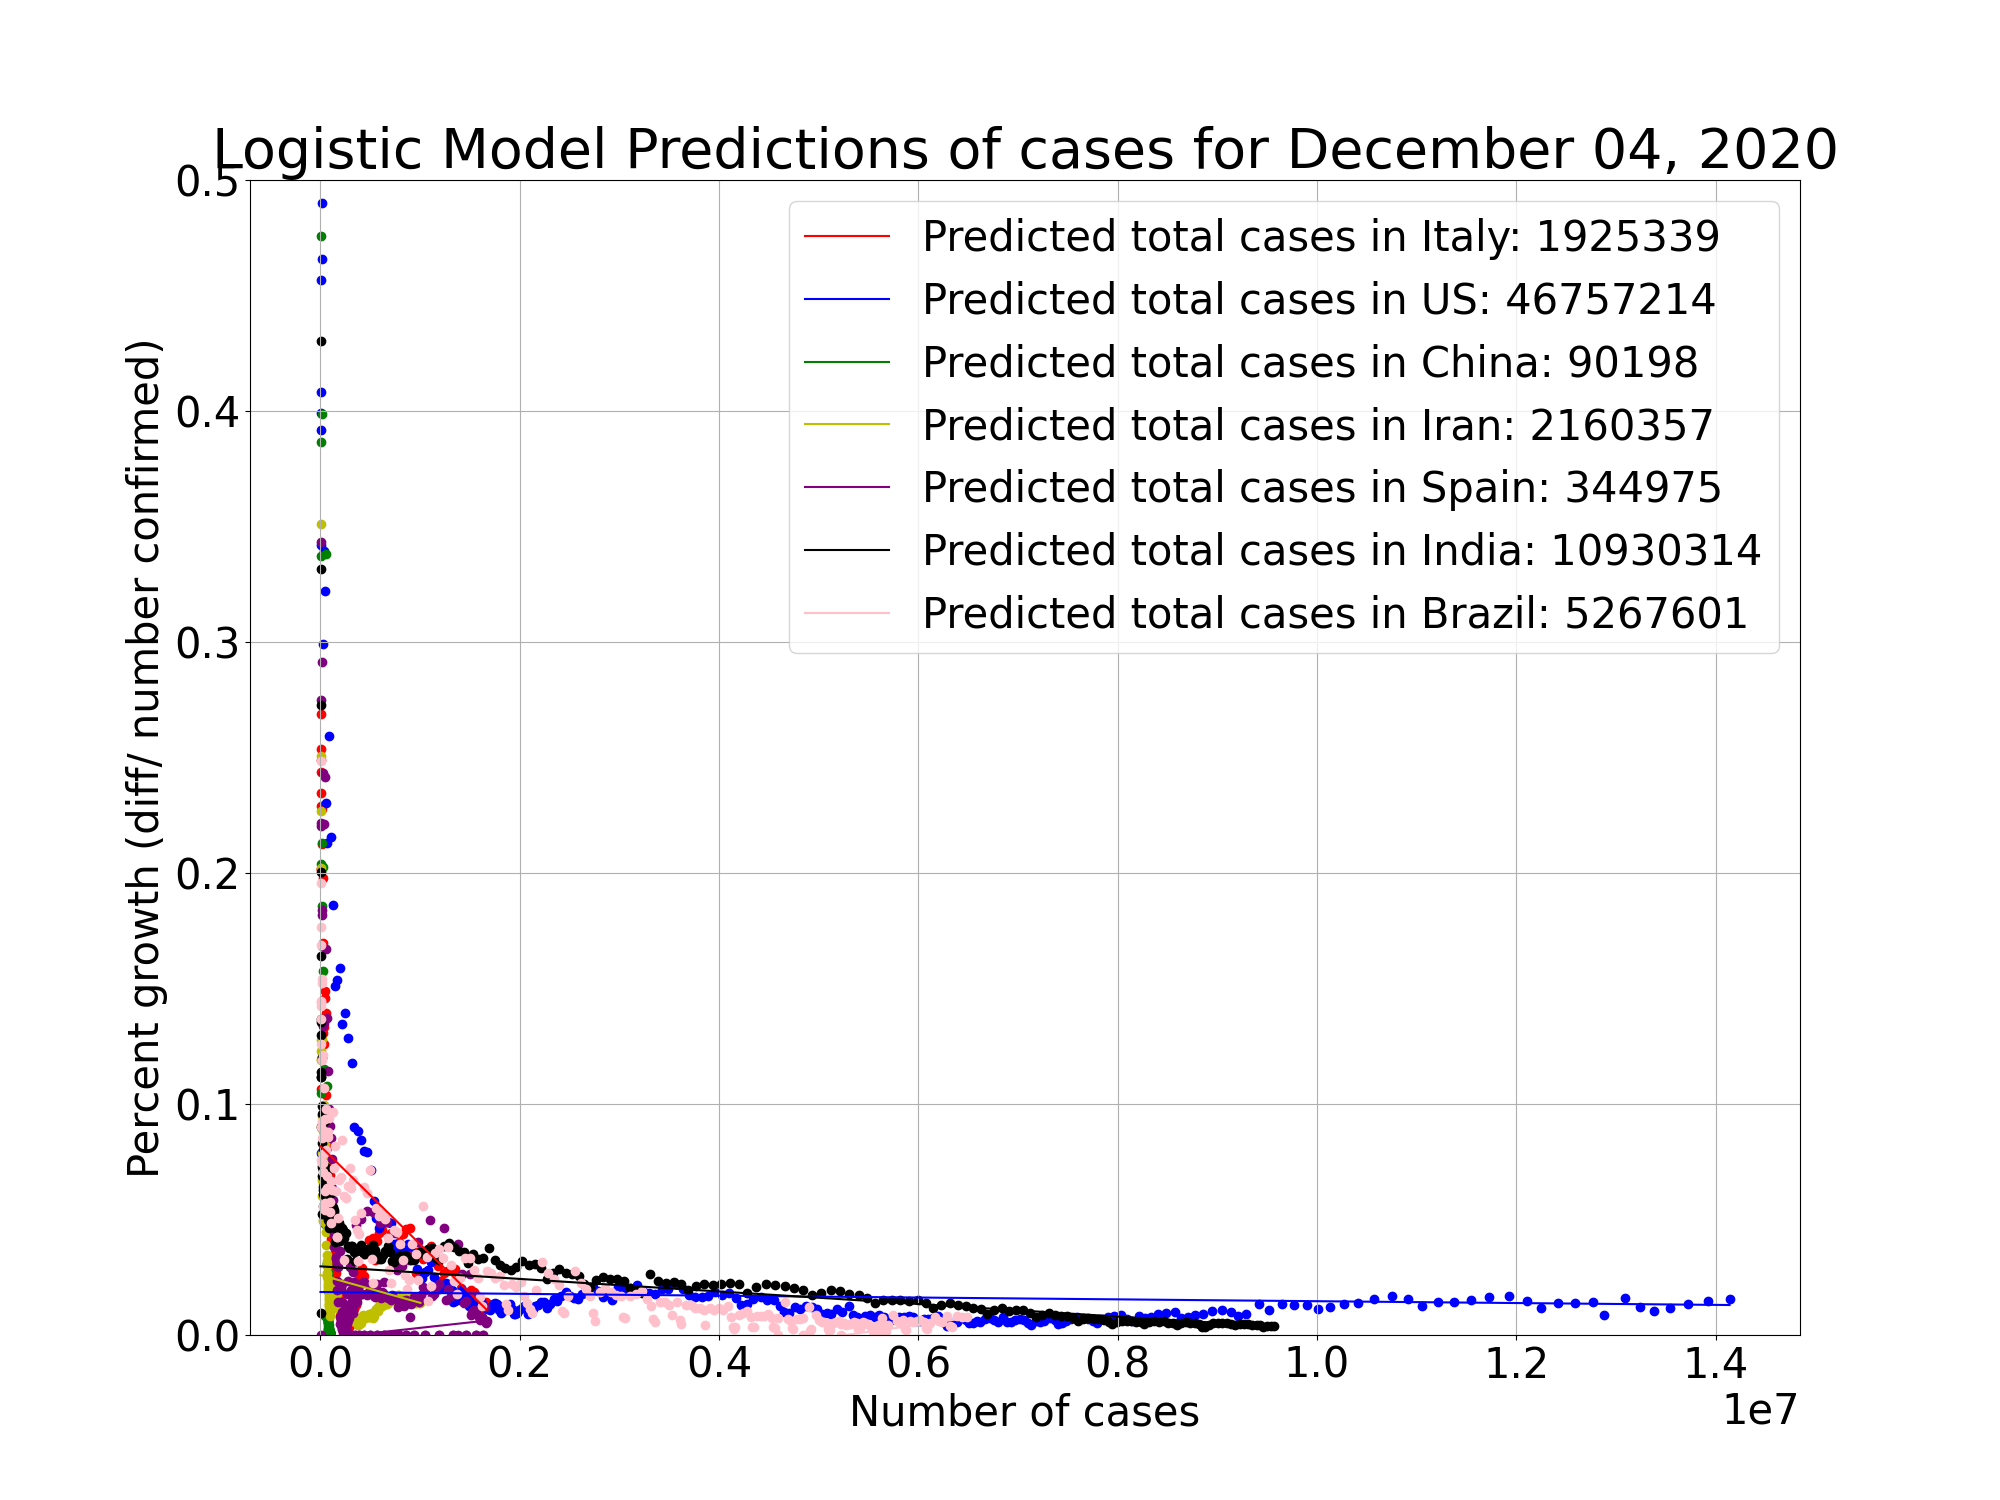 Logistic Model Predictions of cases for December 04, 2020
0.5
0.4
0.3
0.2
0.1
0.0
Percent growth (diff/ number confirmed)
Predicted total cases in Italy: 1925339
Predicted total cases in US: 46757214
Predicted total cases in China: 90198
Predicted total cases in Iran: 2160357
Predicted total cases in Spain: 344975
Predicted total cases in India: 10930314
Predicted total cases in Brazil: 5267601
0.0 0.2 0.4 0.6 0.8 1.0 1.2 1.4
1e7
Number of cases